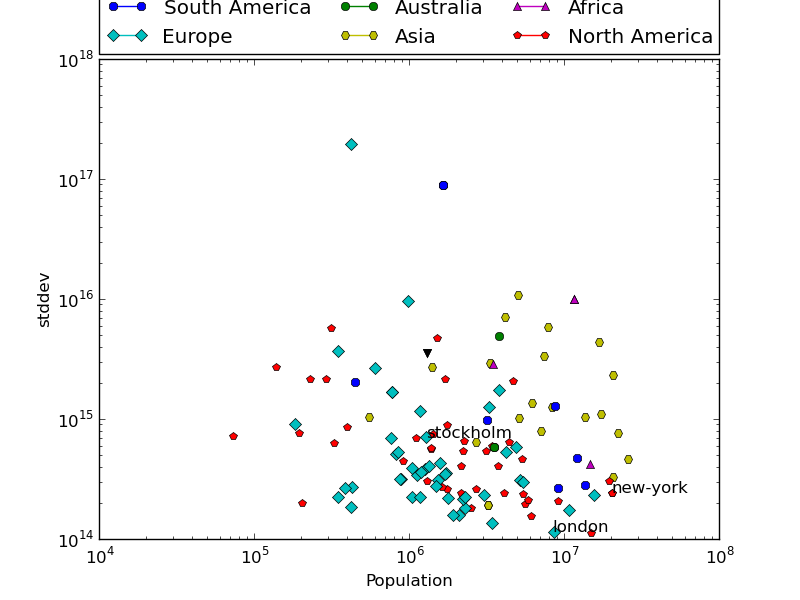 South America Australia Africa
Europe Asia North America
10^18
10^17
10^16
10^15
10^14
stddev
stockholm
new-york
london
10^4 10^5 10^6 10^7 10^8
Population